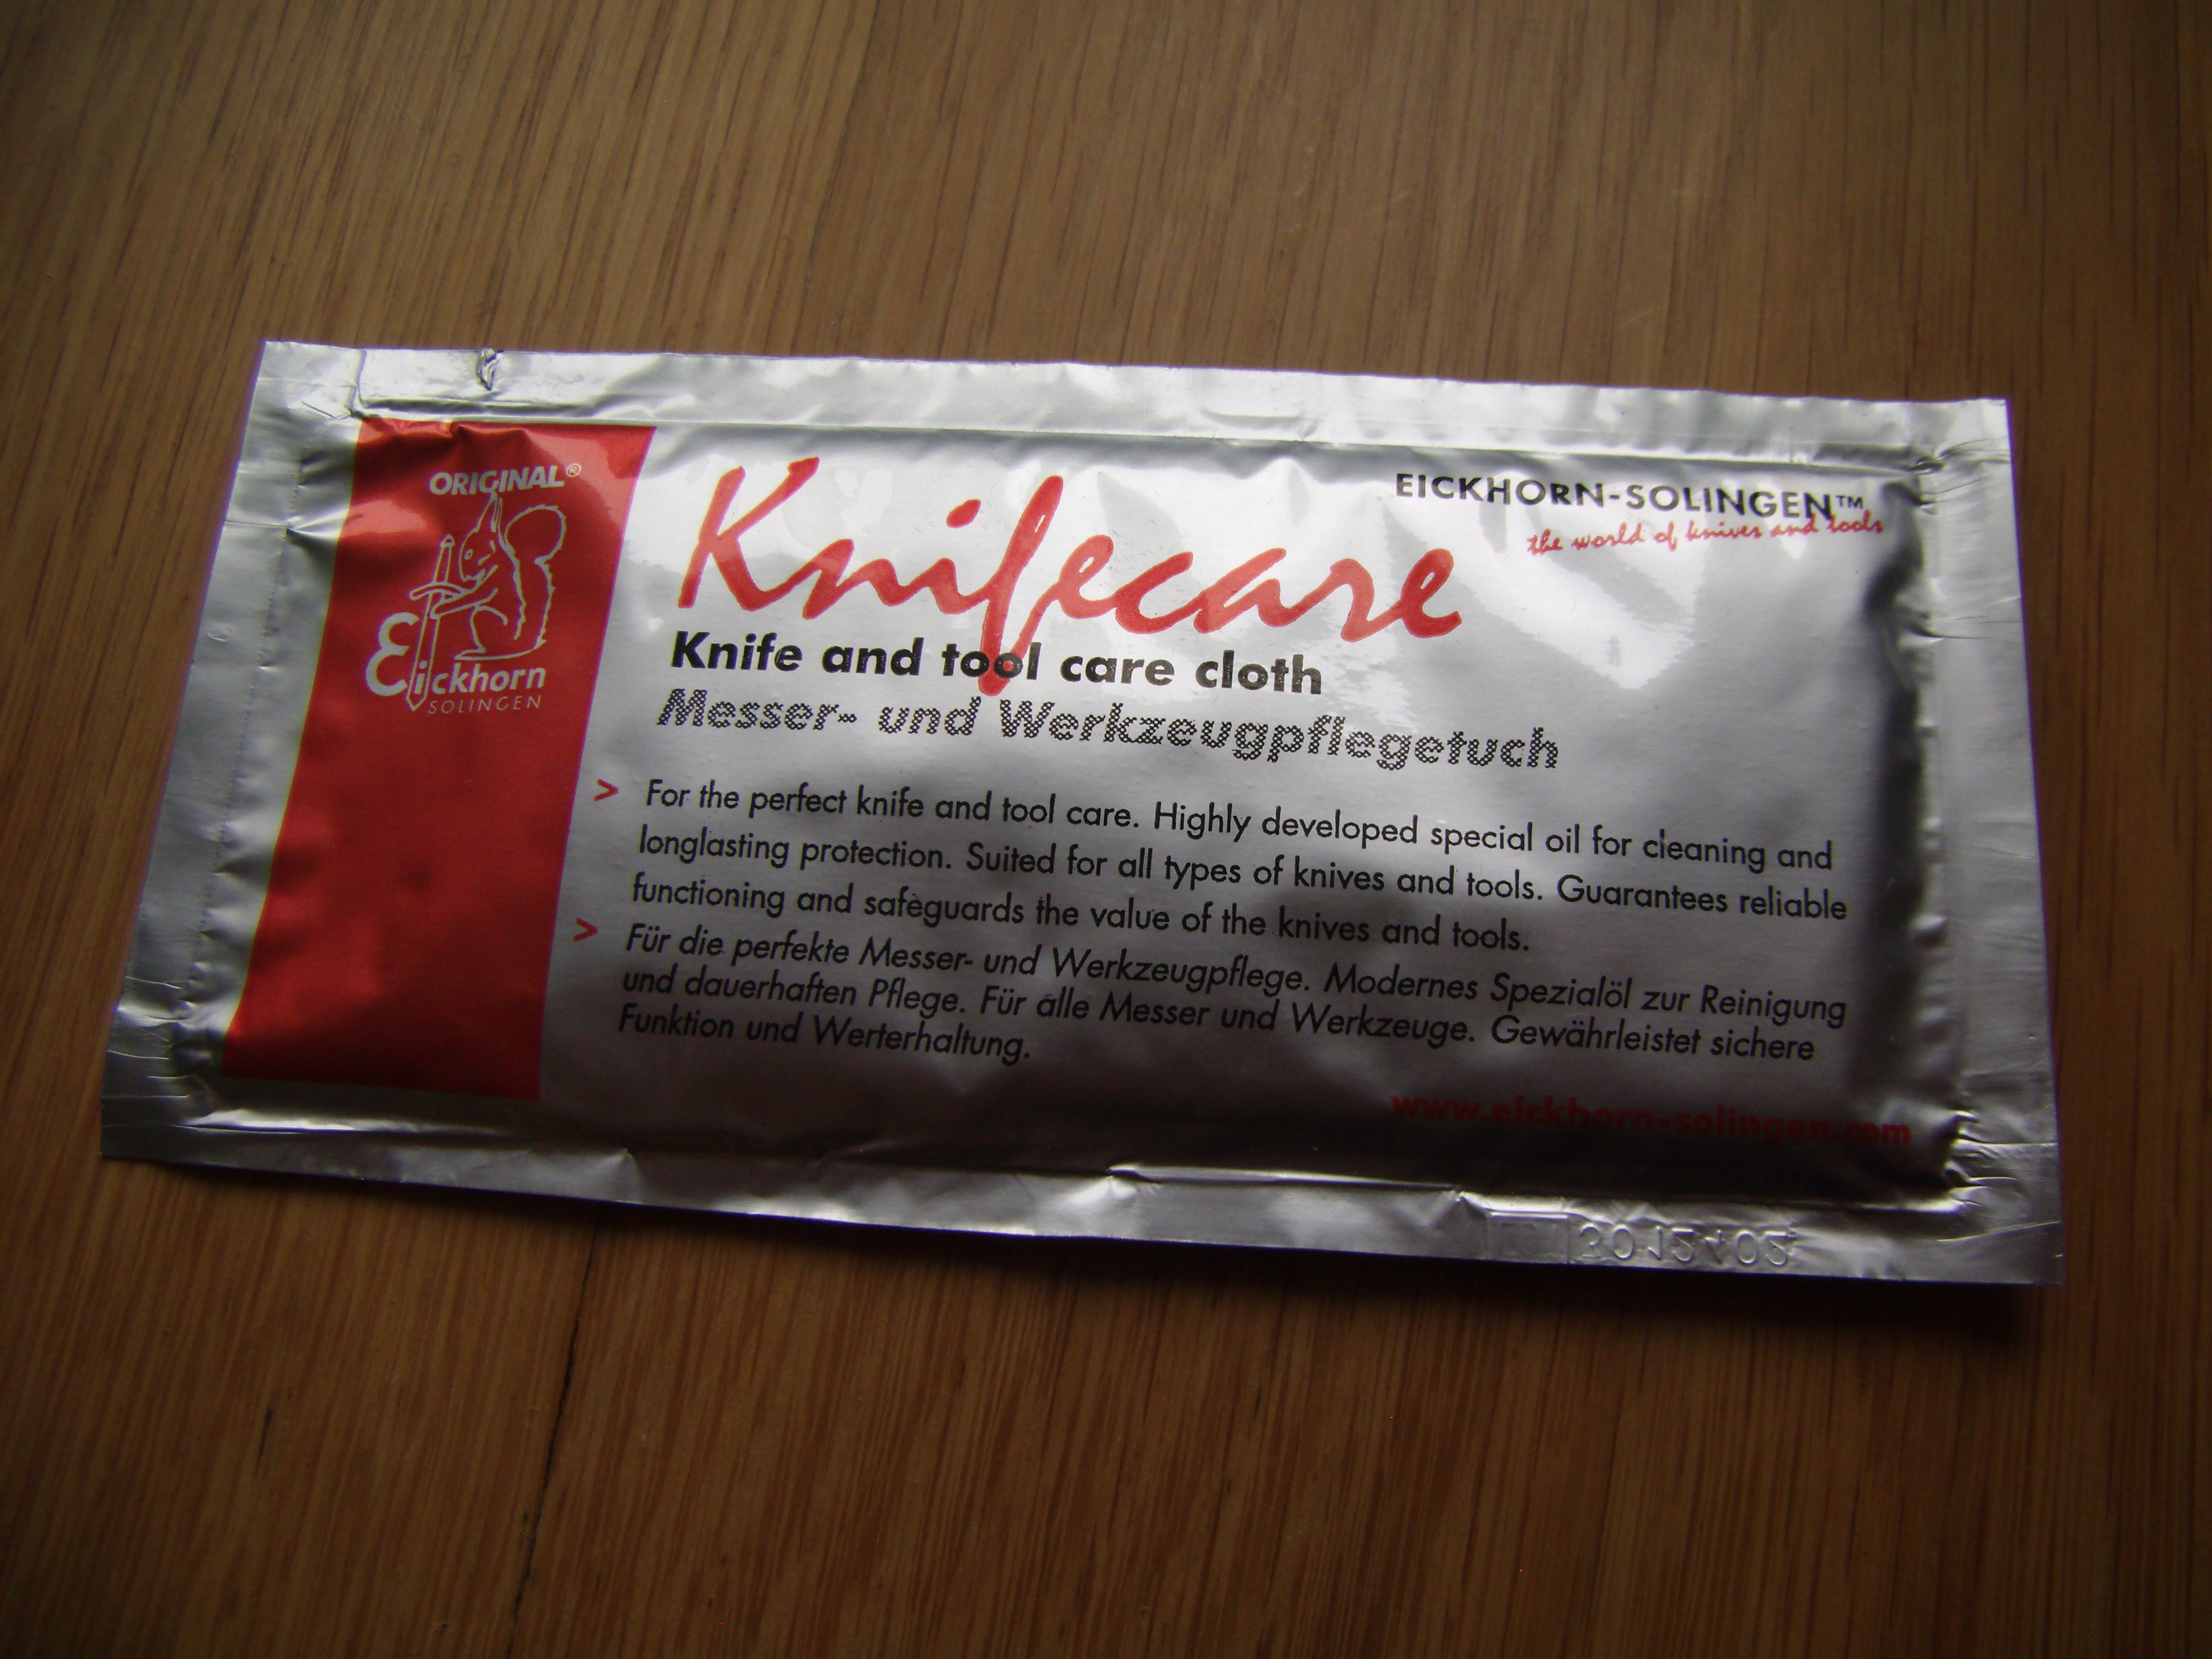 ORIGINAL®
Eickhorn
SOLINGEN
Knifecare
EICKHORN-SOLINGEN™
the world of knives and tools
Knife and tool care cloth
Messer- und Werkzeugpflegetuch
> For the perfect knife and tool care. Highly developed special oil for cleaning and
longlasting protection. Suited for all types of knives and tools. Guarantees reliable
functioning and safeguards the value of the knives and tools.
> Für die perfekte Messer- und Werkzeugpflege. Modernes Spezialöl zur Reinigung
und dauerhaften Pflege. Für alle Messer und Werkzeuge. Gewährleistet sichere
Funktion und Werterhaltung.
www.eickhorn-solingen.com